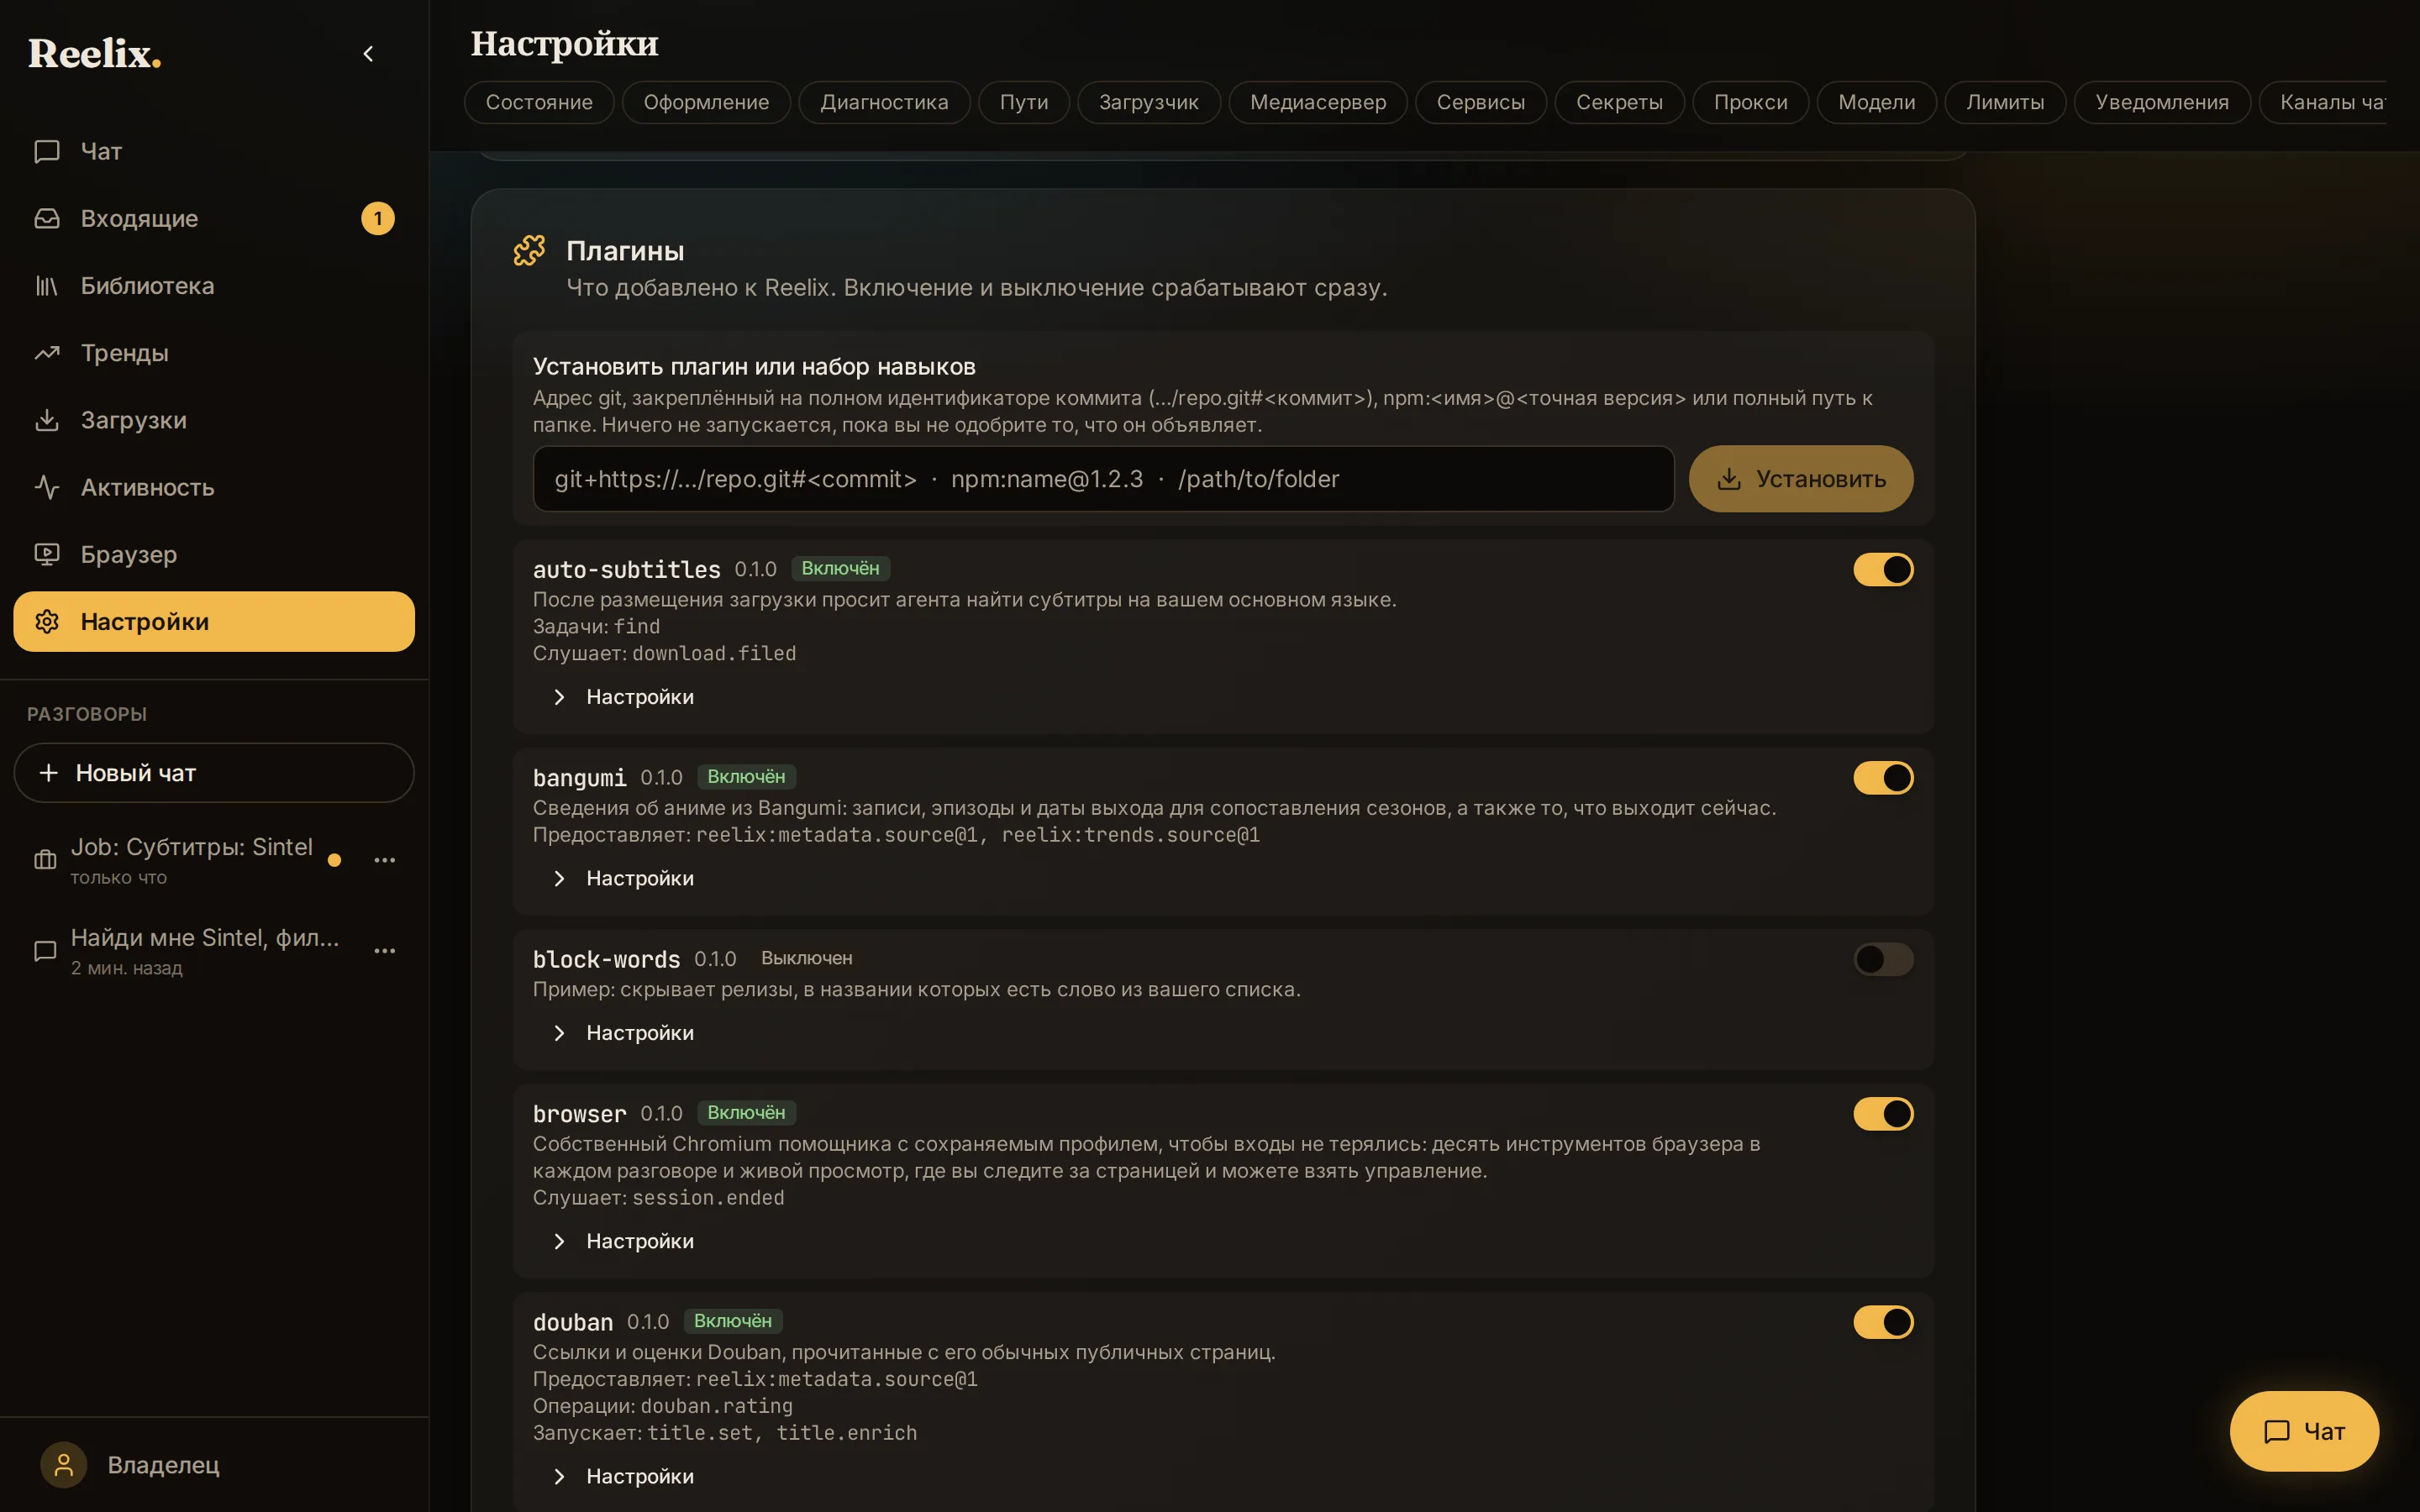 Reelix.
Чат
Входящие
1
Библиотека
Тренды
Загрузки
Активность
Браузер
Настройки
РАЗГОВОРЫ
Новый чат
Job: Субтитры: Sintel
только что
Найди мне Sintel, фил...
2 мин. назад
Владелец
Настройки
Состояние
Оформление
Диагностика
Пути
Загрузчик
Медиасервер
Сервисы
Секреты
Прокси
Модели
Лимиты
Уведомления
Каналы
Плагины
Что добавлено к Reelix. Включение и выключение срабатывают сразу.
Установить плагин или набор навыков
Адрес git, закреплённый на полном идентификаторе коммита (.../repo.git#<коммит>), npm:<имя>@<точная версия> или полный путь к
папке. Ничего не запускается, пока вы не одобрите то, что он объявляет.
git+https://.../repo.git#<commit> · npm:name@1.2.3 · /path/to/folder
Установить
auto-subtitles 0.1.0 Включён
После размещения загрузки просит агента найти субтитры на вашем основном языке.
Задачи: find
Слушает: download.filed
Настройки
bangumi 0.1.0 Включён
Сведения об аниме из Bangumi: записи, эпизоды и даты выхода для сопоставления сезонов, а также то, что выходит сейчас.
Предоставляет: reelix:metadata.source@1, reelix:trends.source@1
Настройки
block-words 0.1.0 Выключен
Пример: скрывает релизы, в названии которых есть слово из вашего списка.
Настройки
browser 0.1.0 Включён
Собственный Chromium помощника с сохраняемым профилем, чтобы входы не терялись: десять инструментов браузера в
каждом разговоре и живой просмотр, где вы следите за страницей и можете взять управление.
Слушает: session.ended
Настройки
douban 0.1.0 Включён
Ссылки и оценки Douban, прочитанные с его обычных публичных страниц.
Предоставляет: reelix:metadata.source@1
Операции: douban.rating
Запускает: title.set, title.enrich
Настройки
Чат